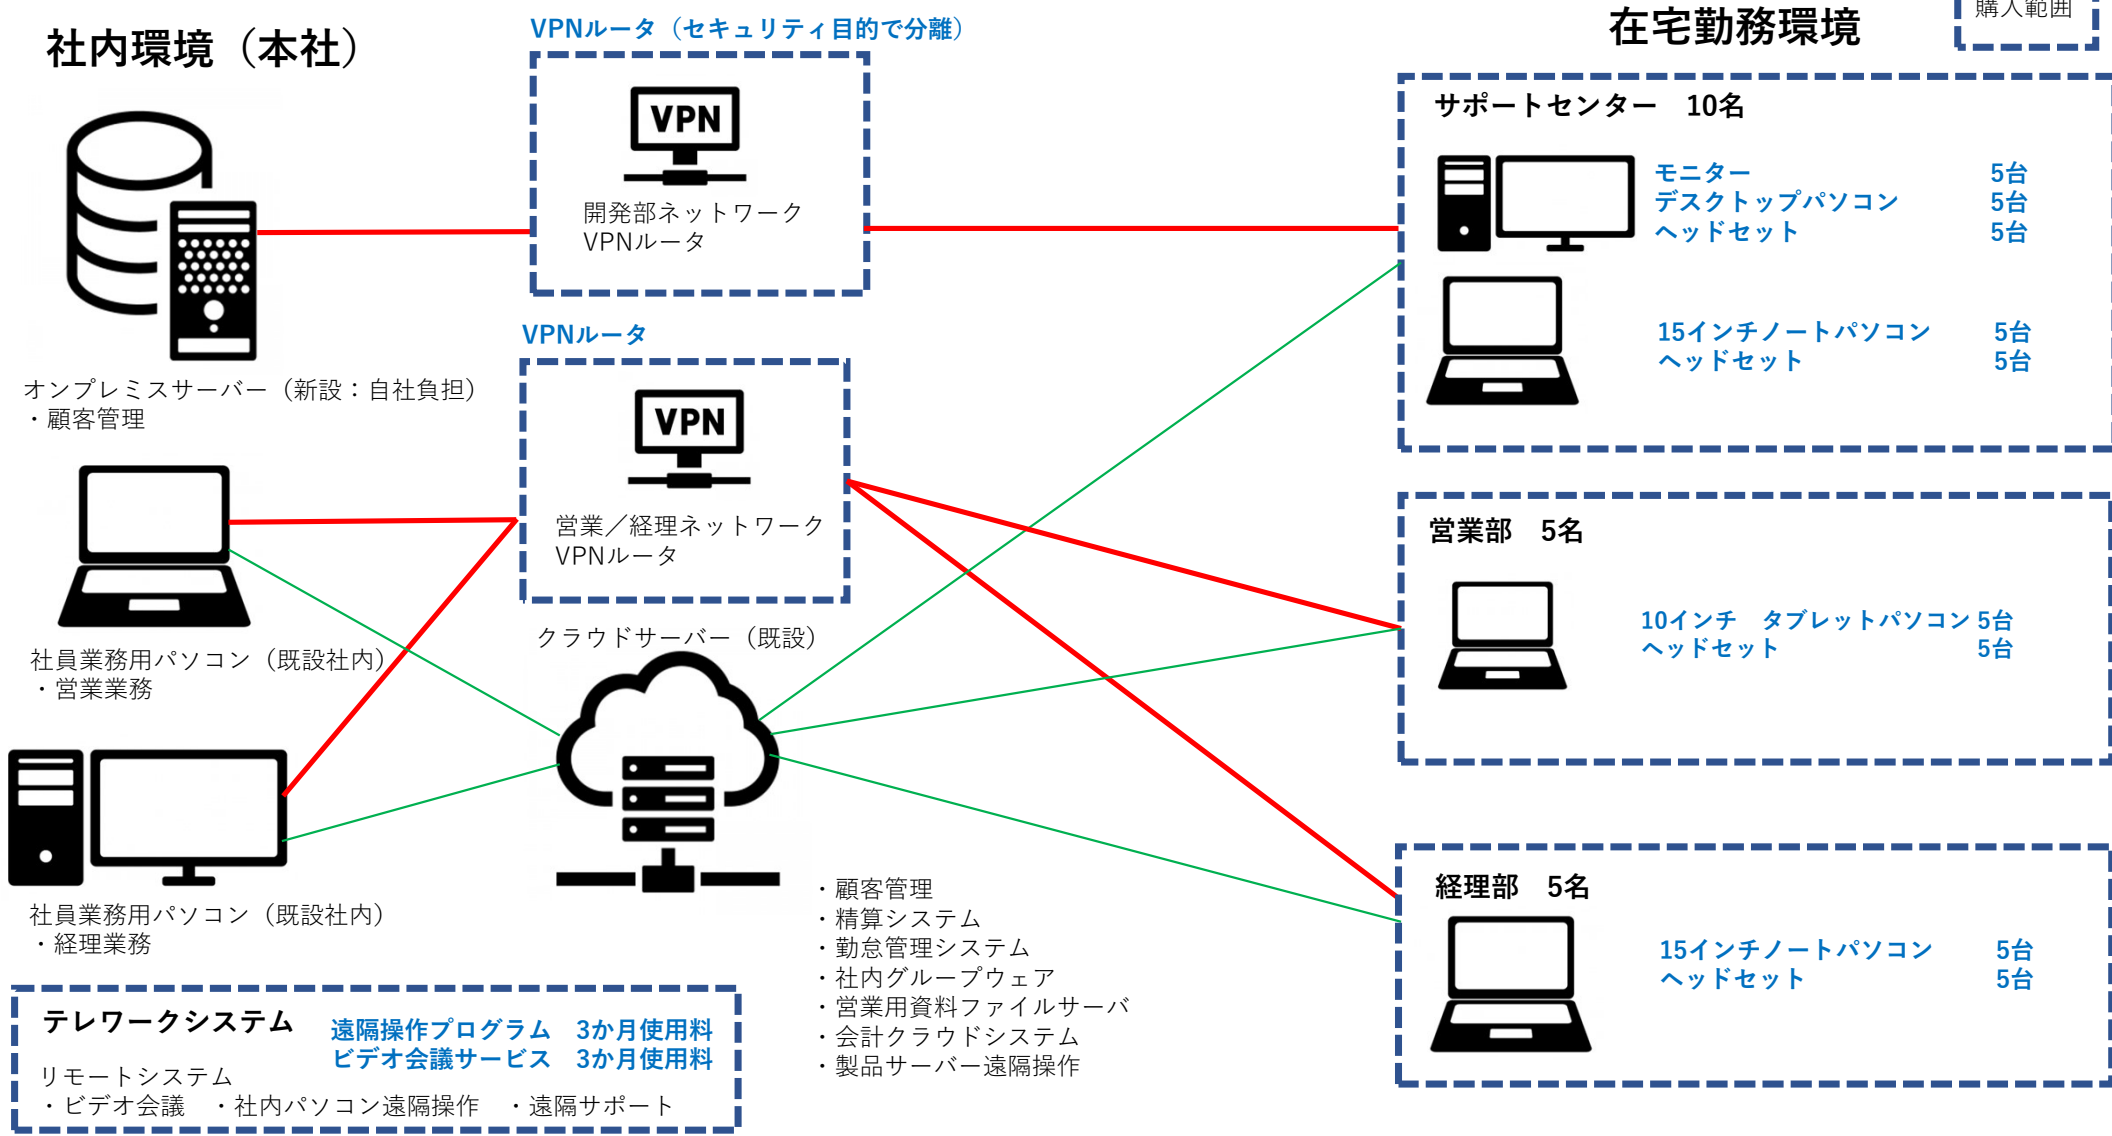 社内環境（本社）
VPNルータ（セキュリティ目的で分離）
在宅勤務環境
購入範囲
VPN
開発部ネットワーク
VPNルータ
オンプレミスサーバー（新設：自社負担）
・顧客管理
VPNルータ
VPN
営業／経理ネットワーク
VPNルータ
社員業務用パソコン（既設社内）
・営業業務
クラウドサーバー（既設）
社員業務用パソコン（既設社内）
・経理業務
・顧客管理
・精算システム
・勤怠管理システム
・社内グループウェア
・営業用資料ファイルサーバ
・会計クラウドシステム
・製品サーバー遠隔操作
テレワークシステム
遠隔操作プログラム　3か月使用料
ビデオ会議サービス　3か月使用料
リモートシステム
・ビデオ会議　・社内パソコン遠隔操作　・遠隔サポート
サポートセンター　10名
モニター　5台
デスクトップパソコン　5台
ヘッドセット　5台
15インチノートパソコン　5台
ヘッドセット　5台
営業部　5名
10インチ　タブレットパソコン 5台
ヘッドセット　5台
経理部　5名
15インチノートパソコン　5台
ヘッドセット　5台